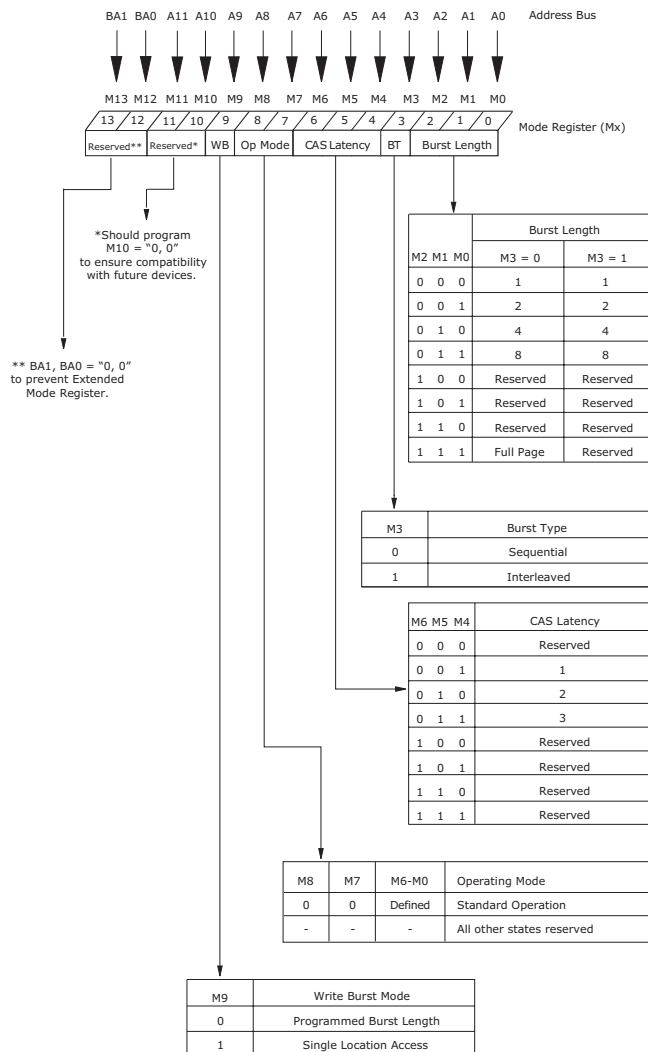 BA1 BA0 A11 A10 A9 A8 A7 A6 A5 A4 A3 A2 A1 A0 Address Bus
M13 M12 M11 M10 M9 M8 M7 M6 M5 M4 M3 M2 M1 M0
13 12 11 10 9 8 7 6 5 4 3 2 1 0 Mode Register (Mx)
Reserved** Reserved* WB Op Mode CAS Latency BT Burst Length
*Should program
M10 = “0, 0”
to ensure compatibility
with future devices.
** BA1, BA0 = “0, 0”
to prevent Extended
Mode Register.
Burst Length
M2 M1 M0 M3 = 0 M3 = 1
0 0 0 1 1
0 0 1 2 2
0 1 0 4 4
0 1 1 8 8
1 0 0 Reserved Reserved
1 0 1 Reserved Reserved
1 1 0 Reserved Reserved
1 1 1 Full Page Reserved
M3 Burst Type
0 Sequential
1 Interleaved
M6 M5 M4 CAS Latency
0 0 0 Reserved
0 0 1 1
0 1 0 2
0 1 1 3
1 0 0 Reserved
1 0 1 Reserved
1 1 0 Reserved
1 1 1 Reserved
M8 M7 M6-M0 Operating Mode
0 0 Defined Standard Operation
- - - All other states reserved
M9 Write Burst Mode
0 Programmed Burst Length
1 Single Location Access